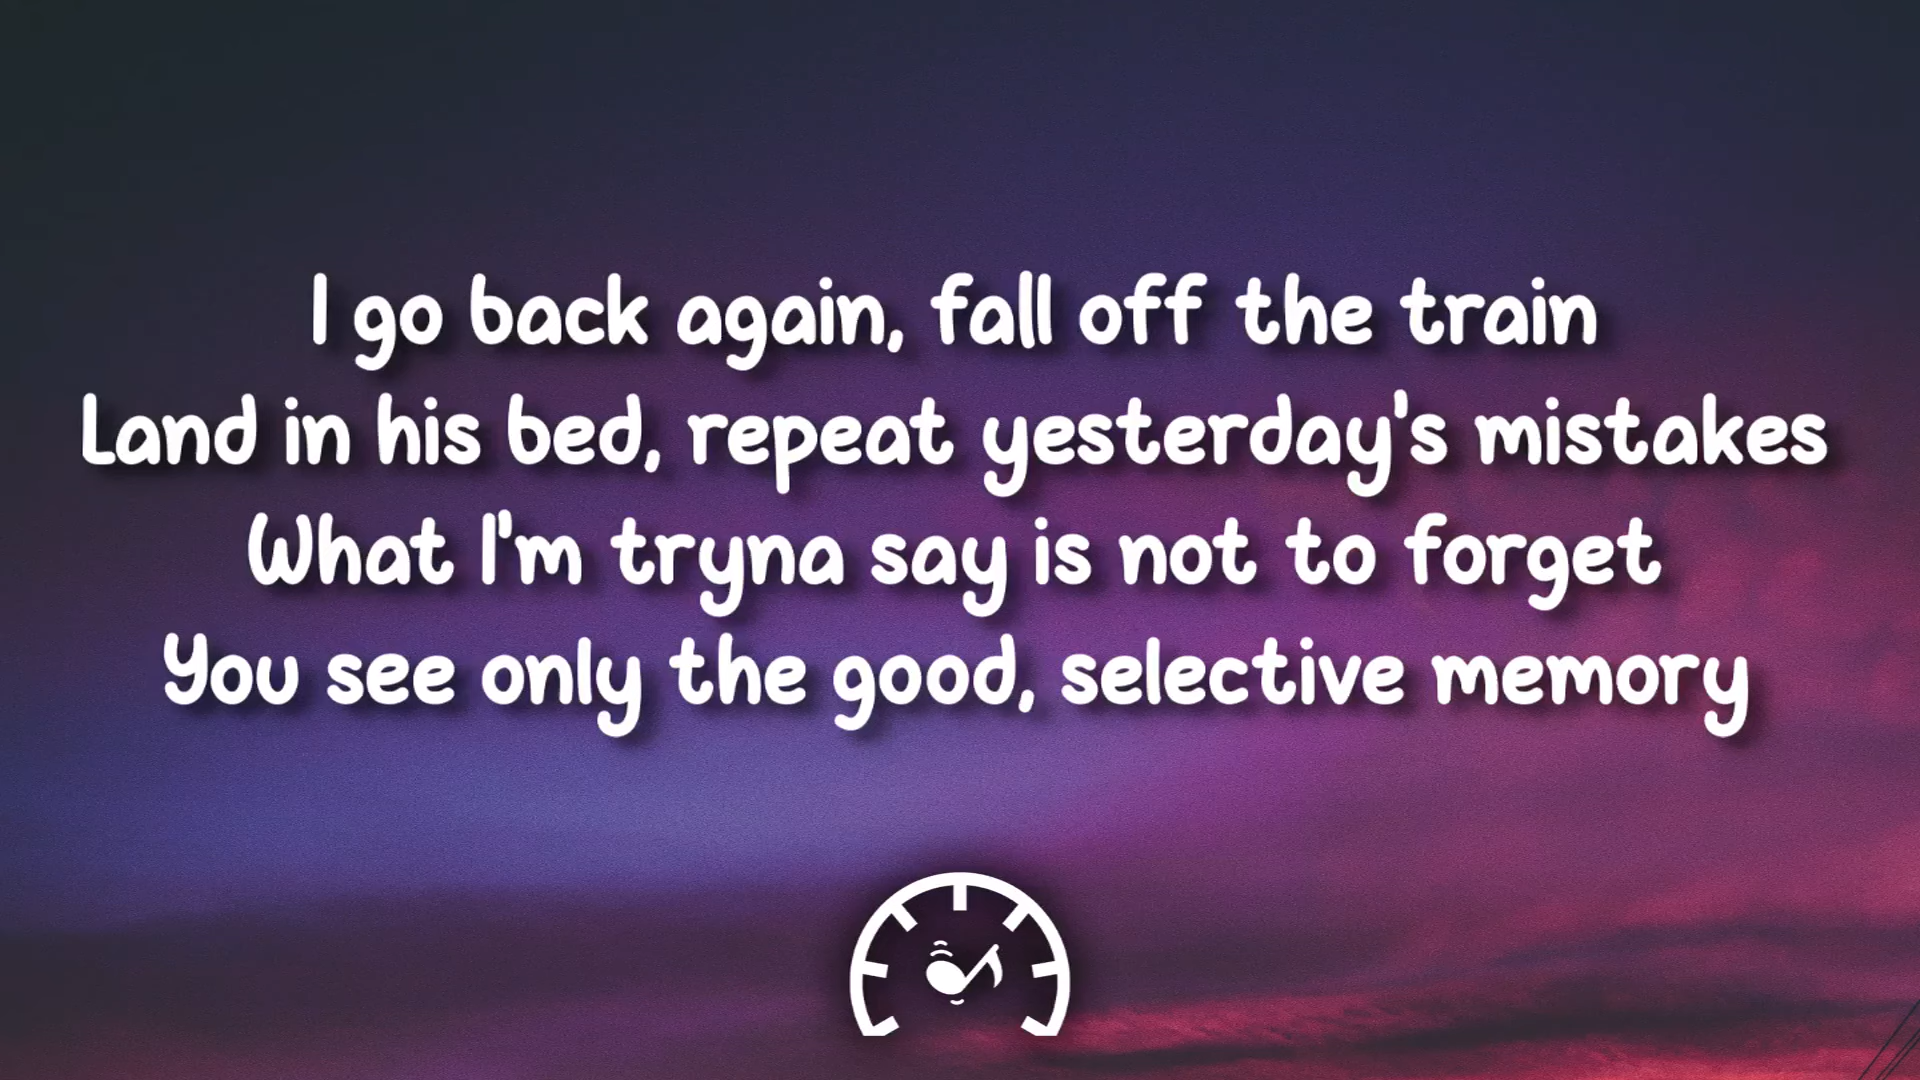 I go back again, fall off the train
Land in his bed, repeat yesterday's mistakes
What I'm tryna say is not to forget
You see only the good, selective memory